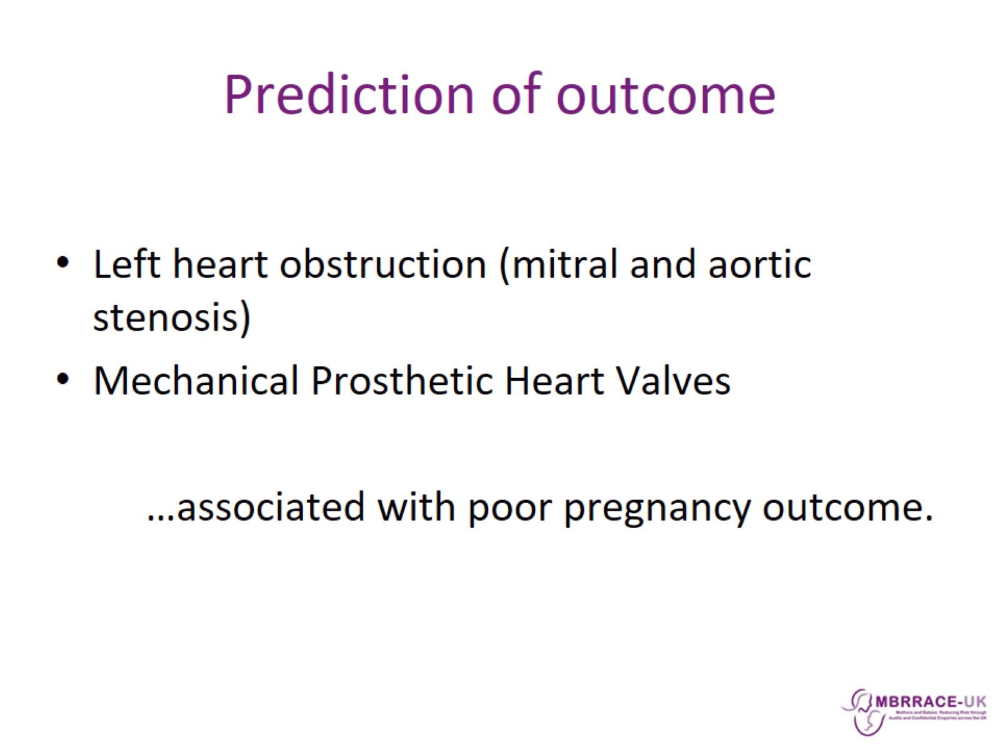 Prediction of outcome
• Left heart obstruction (mitral and aortic
stenosis)
• Mechanical Prosthetic Heart Valves
...associated with poor pregnancy outcome.
MBRRACE-UK
Mothers and Babies: Reducing Risk through
Audits and Confidential Enquiries across the UK